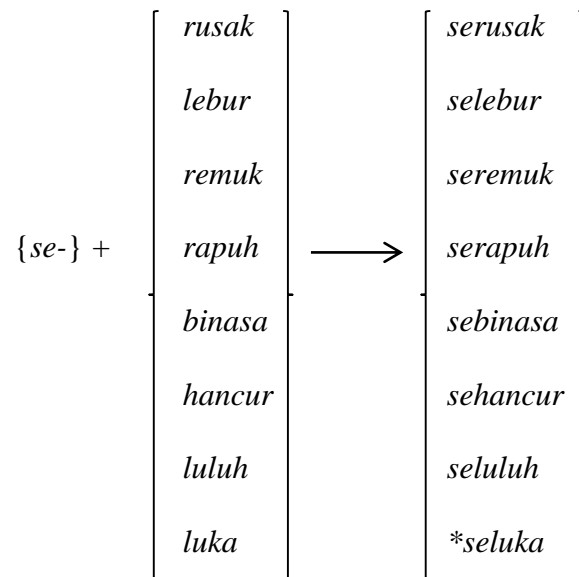 rusak serusak
lebur selebur
remuk seremuk
{se-} + rapuh serapuh
binasa sebinasa
hancur sehancur
luluh seluluh
luka *seluka